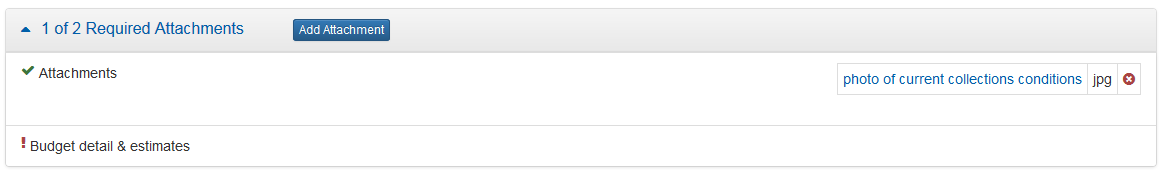 1 of 2 Required Attachments Add Attachment
Attachments photo of current collections conditions jpg
! Budget detail & estimates